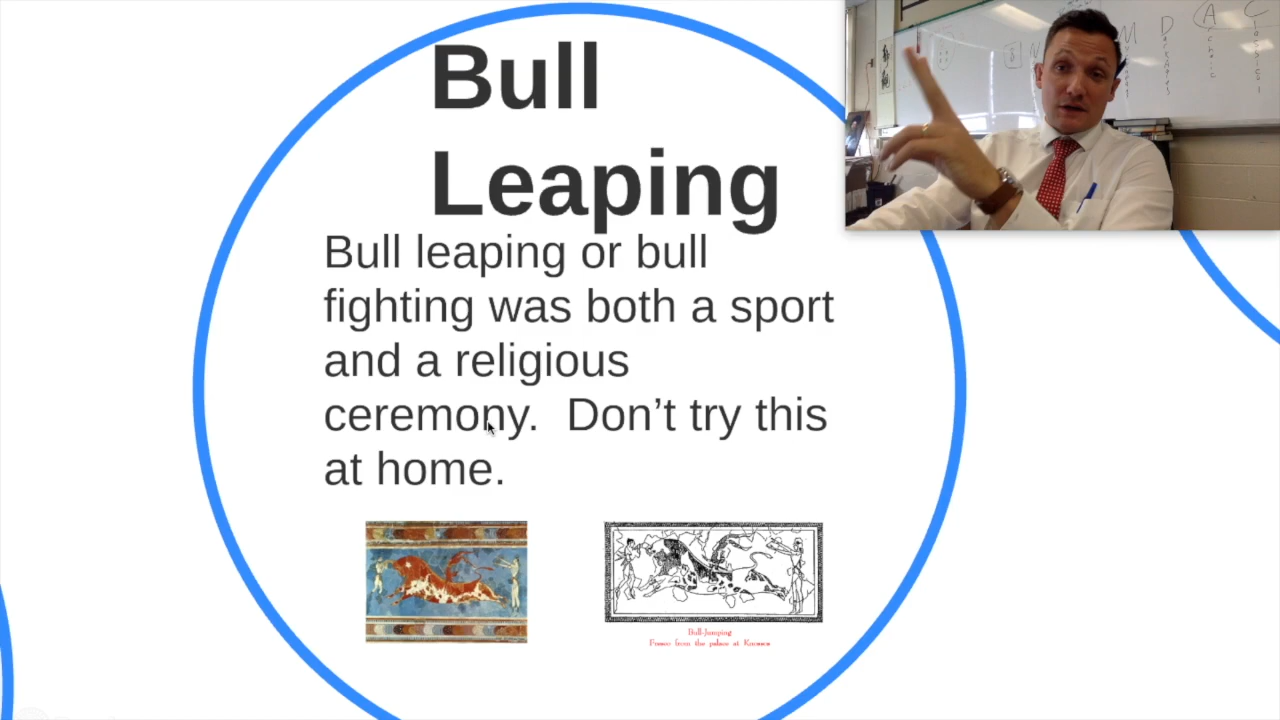 Bull
Leaping
Bull leaping or bull
fighting was both a sport
and a religious
ceremony.  Don’t try this
at home.
Bull-Jumping
Fresco from the palace at Knossos
M D A C